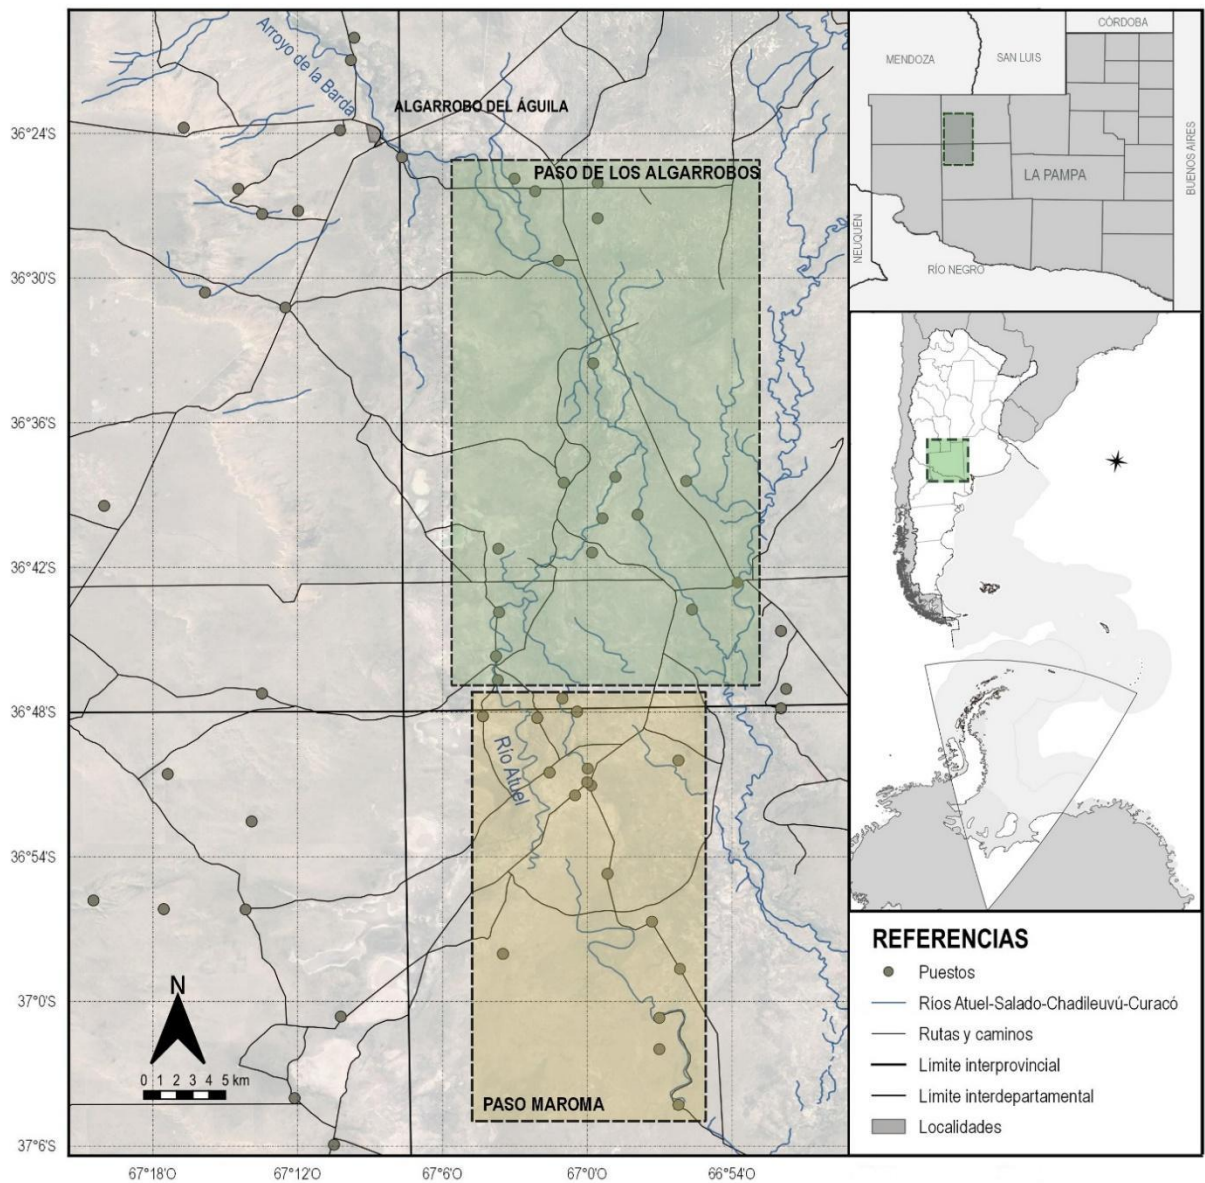 Arroyo de la Barda
ALGARROBO DEL ÁGUILA
PASO DE LOS ALGARROBOS
Río Atuel
PASO MAROMA
36°24'S
36°30'S
36°36'S
36°42'S
36°48'S
36°54'S
37°0'S
37°6'S
67°18'O
67°12'O
67°6'O
67°0'O
66°54'O
N
0 1 2 3 4 5 km
CÓRDOBA
MENDOZA
SAN LUIS
BUENOS AIRES
LA PAMPA
NEUQUÉN
RÍO NEGRO
REFERENCIAS
Puestos
Rios Atuel-Salado-Chadileuvú-Curacó
Rutas y caminos
Limite interprovincial
Limite interdepartamental
Localidades